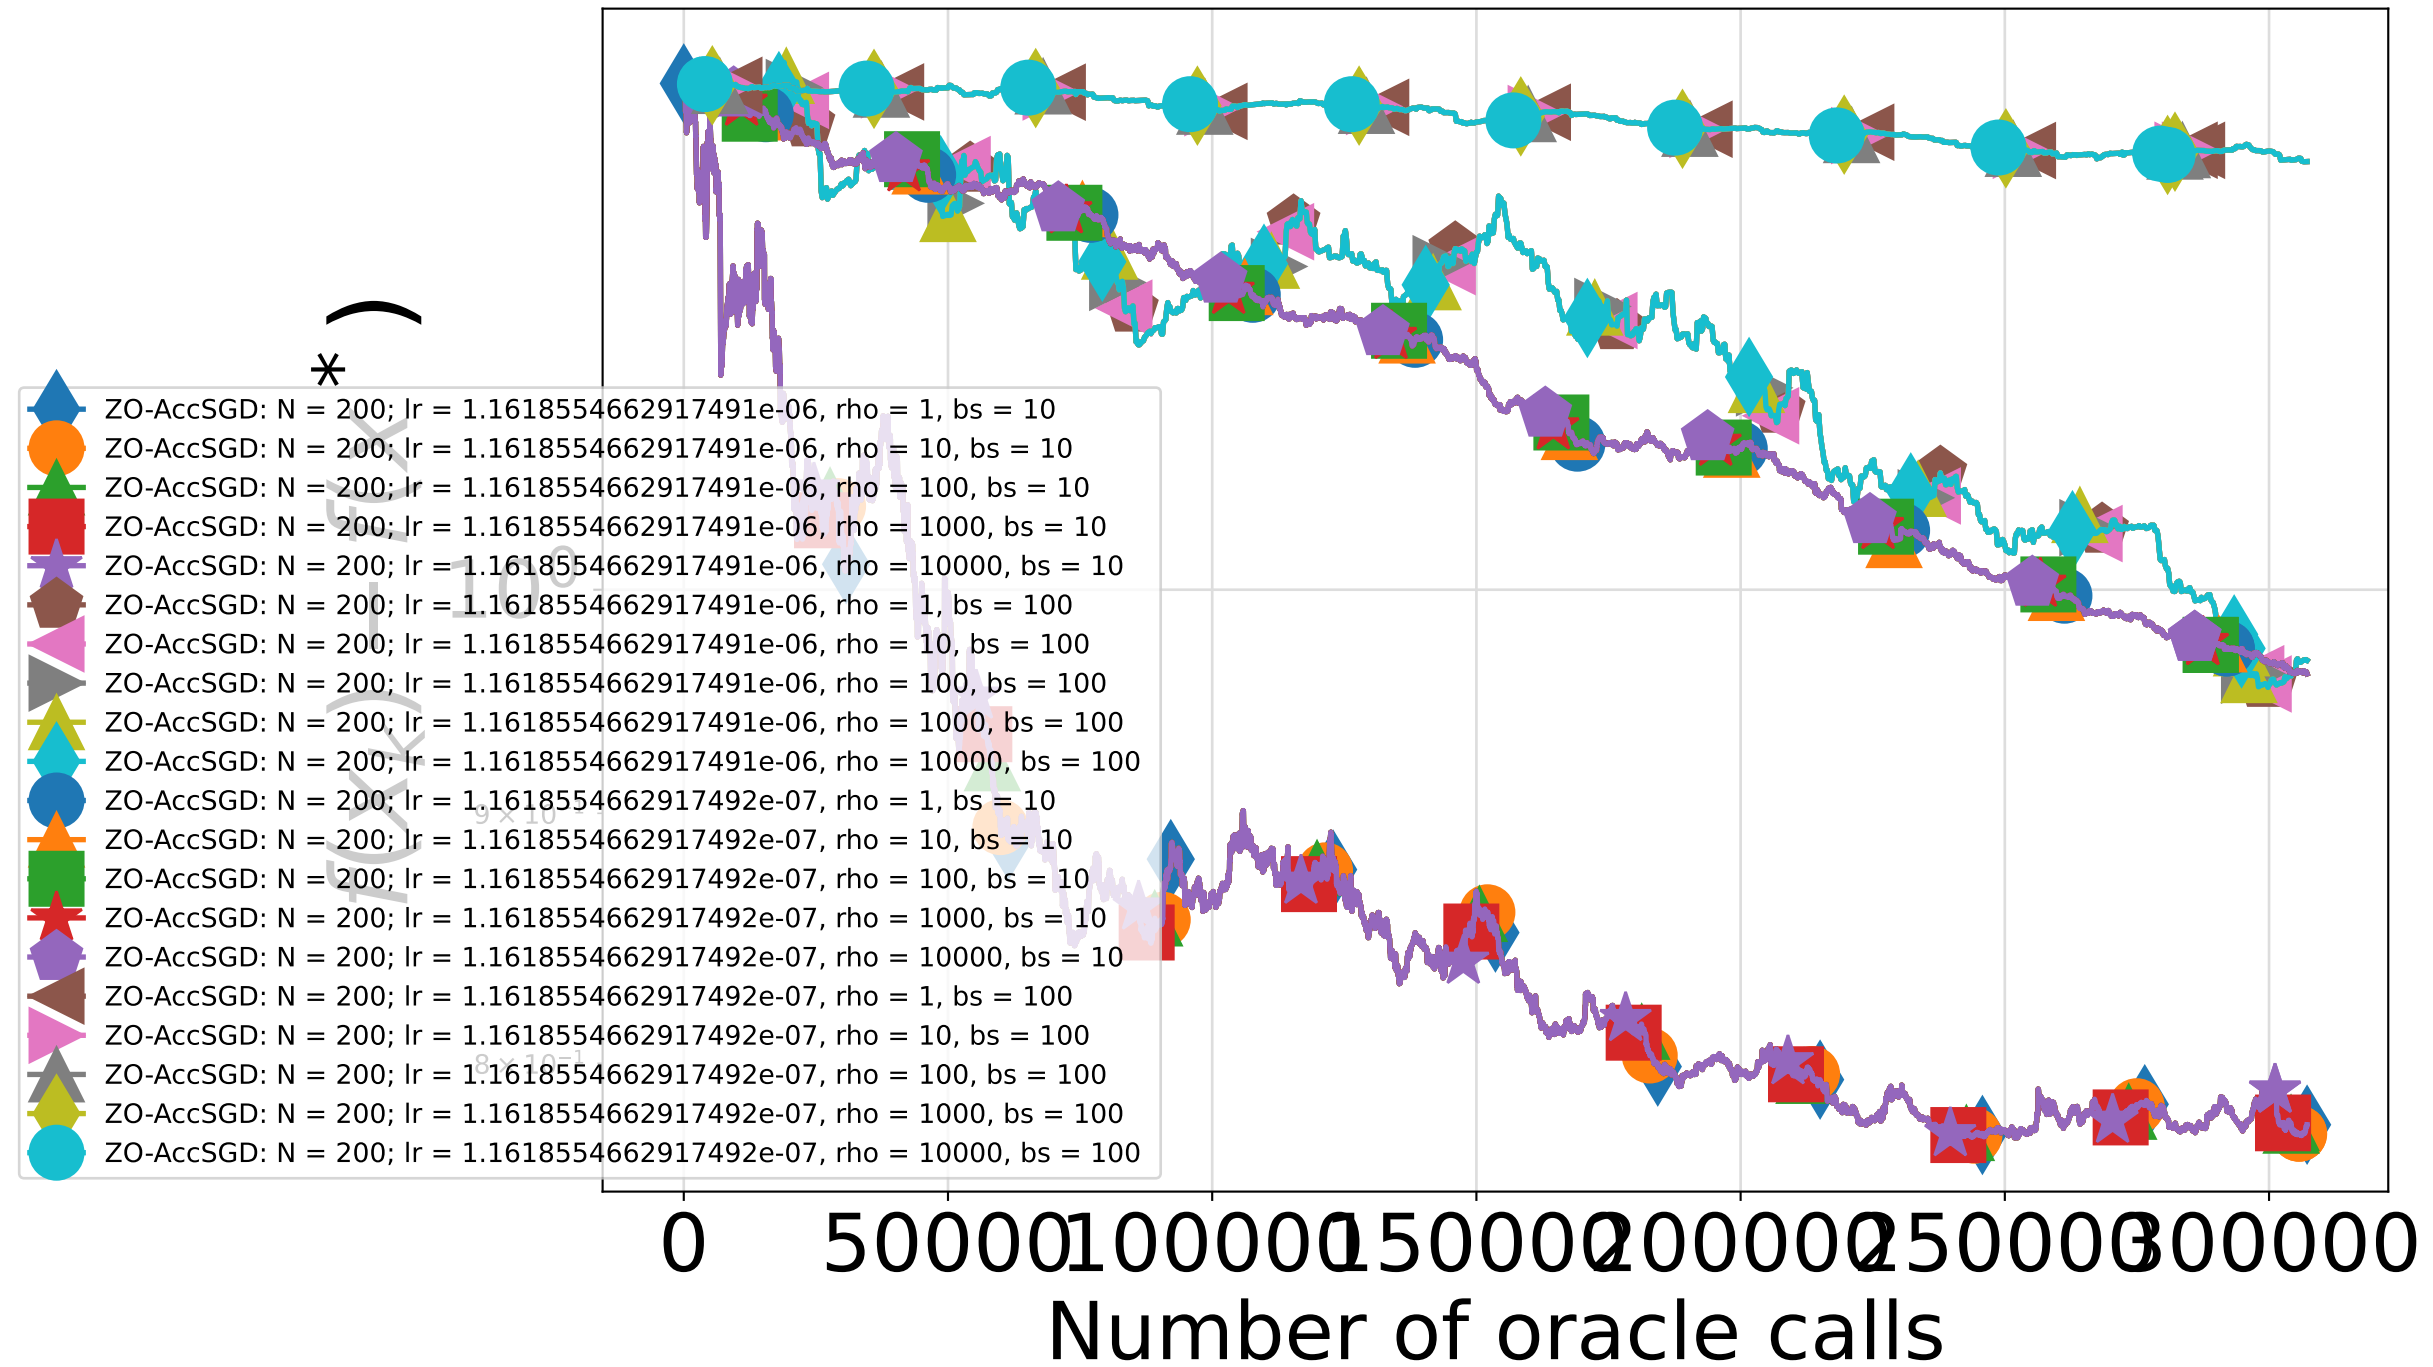 f(x_k) − f(x*)
10^0
9 × 10^−1
8 × 10^−1
ZO-AccSGD: N = 200; lr = 1.1618554662917491e-06, rho = 1, bs = 10
ZO-AccSGD: N = 200; lr = 1.1618554662917491e-06, rho = 10, bs = 10
ZO-AccSGD: N = 200; lr = 1.1618554662917491e-06, rho = 100, bs = 10
ZO-AccSGD: N = 200; lr = 1.1618554662917491e-06, rho = 1000, bs = 10
ZO-AccSGD: N = 200; lr = 1.1618554662917491e-06, rho = 10000, bs = 10
ZO-AccSGD: N = 200; lr = 1.1618554662917491e-06, rho = 1, bs = 100
ZO-AccSGD: N = 200; lr = 1.1618554662917491e-06, rho = 10, bs = 100
ZO-AccSGD: N = 200; lr = 1.1618554662917491e-06, rho = 100, bs = 100
ZO-AccSGD: N = 200; lr = 1.1618554662917491e-06, rho = 1000, bs = 100
ZO-AccSGD: N = 200; lr = 1.1618554662917491e-06, rho = 10000, bs = 100
ZO-AccSGD: N = 200; lr = 1.1618554662917492e-07, rho = 1, bs = 10
ZO-AccSGD: N = 200; lr = 1.1618554662917492e-07, rho = 10, bs = 10
ZO-AccSGD: N = 200; lr = 1.1618554662917492e-07, rho = 100, bs = 10
ZO-AccSGD: N = 200; lr = 1.1618554662917492e-07, rho = 1000, bs = 10
ZO-AccSGD: N = 200; lr = 1.1618554662917492e-07, rho = 10000, bs = 10
ZO-AccSGD: N = 200; lr = 1.1618554662917492e-07, rho = 1, bs = 100
ZO-AccSGD: N = 200; lr = 1.1618554662917492e-07, rho = 10, bs = 100
ZO-AccSGD: N = 200; lr = 1.1618554662917492e-07, rho = 100, bs = 100
ZO-AccSGD: N = 200; lr = 1.1618554662917492e-07, rho = 1000, bs = 100
ZO-AccSGD: N = 200; lr = 1.1618554662917492e-07, rho = 10000, bs = 100
0 50000 100000 150000 200000 250000 300000
Number of oracle calls